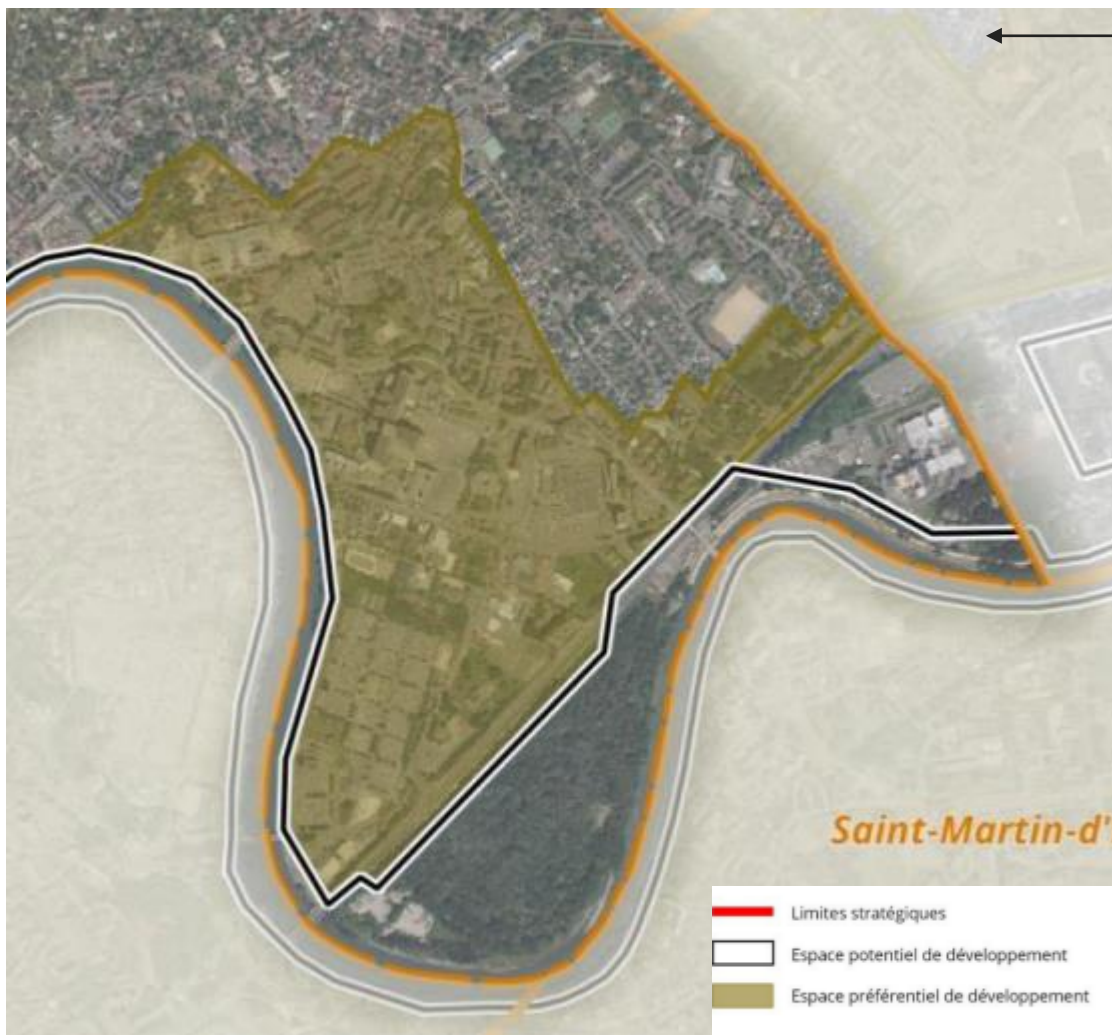 Saint-Martin-d'
Limites stratégiques
Espace potentiel de développement
Espace préférentiel de développement